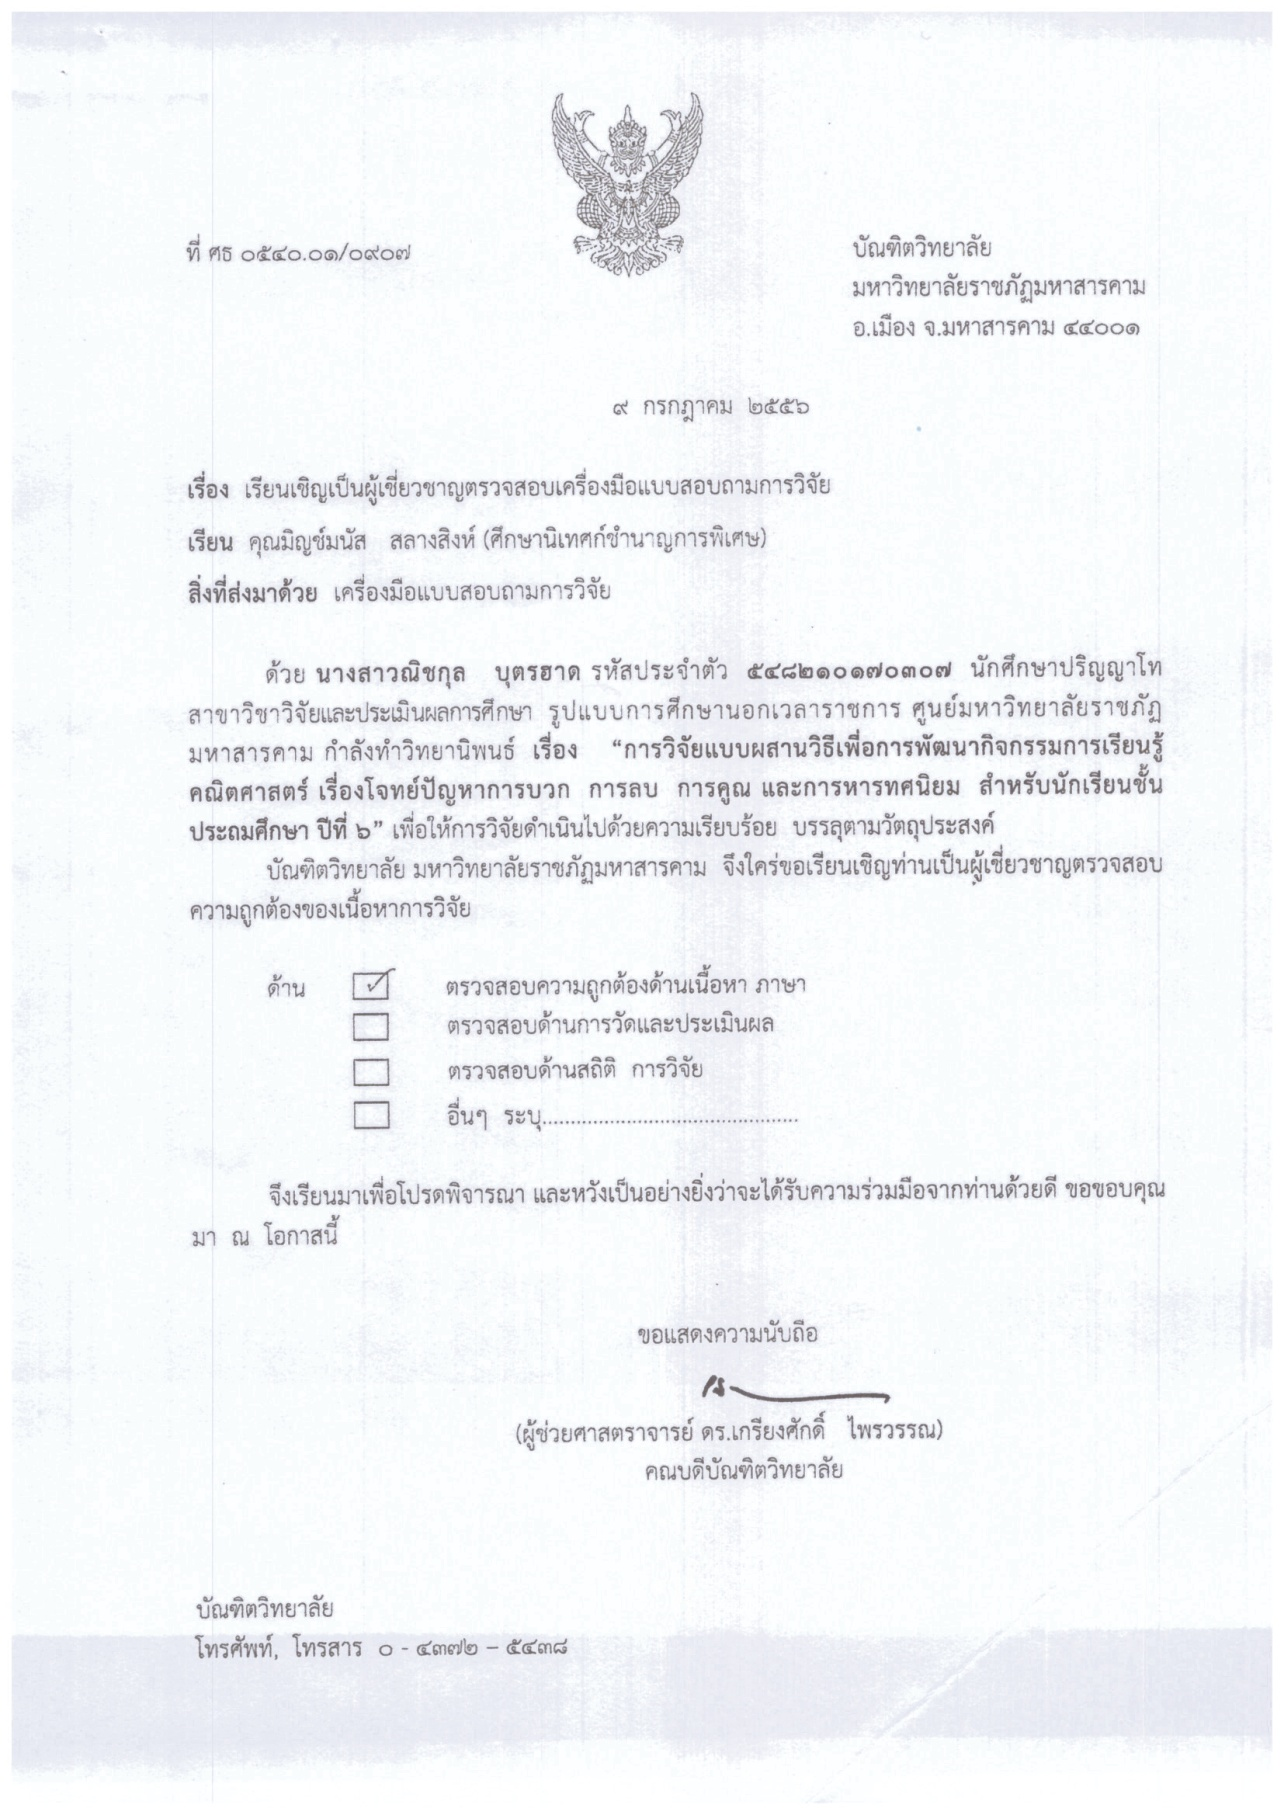 ที่ ศธ ๐๕๔๐.๐๑/๐๙๐๗
บัณฑิตวิทยาลัย
มหาวิทยาลัยราชภัฏมหาสารคาม
อ.เมือง จ.มหาสารคาม ๔๔๐๐๑
๙ กรกฎาคม ๒๕๕๖
เรื่อง เรียนเชิญเป็นผู้เชี่ยวชาญตรวจสอบเครื่องมือแบบสอบถามการวิจัย
เรียน คุณมิญช์มนัส สลางสิงห์ (ศึกษานิเทศก์ชำนาญการพิเศษ)
สิ่งที่ส่งมาด้วย เครื่องมือแบบสอบถามการวิจัย
ด้วย นางสาวณิชกุล บุตรฮาด รหัสประจำตัว ๕๔๘๒๑๐๑๗๐๓๐๗ นักศึกษาปริญญาโท
สาขาวิชาวิจัยและประเมินผลการศึกษา รูปแบบการศึกษานอกเวลาราชการ ศูนย์มหาวิทยาลัยราชภัฏ
มหาสารคาม กำลังทำวิทยานิพนธ์ เรื่อง “การวิจัยแบบผสานวิธีเพื่อการพัฒนากิจกรรมการเรียนรู้
คณิตศาสตร์ เรื่องโจทย์ปัญหาการบวก การลบ การคูณ และการหารทศนิยม สำหรับนักเรียนชั้น
ประถมศึกษา ปีที่ ๖” เพื่อให้การวิจัยดำเนินไปด้วยความเรียบร้อย บรรลุตามวัตถุประสงค์
บัณฑิตวิทยาลัย มหาวิทยาลัยราชภัฏมหาสารคาม จึงใคร่ขอเรียนเชิญท่านเป็นผู้เชี่ยวชาญตรวจสอบ
ความถูกต้องของเนื้อหาการวิจัย
ด้าน ตรวจสอบความถูกต้องด้านเนื้อหา ภาษา
ตรวจสอบด้านการวัดและประเมินผล
ตรวจสอบด้านสถิติ การวิจัย
อื่นๆ ระบุ................................................
จึงเรียนมาเพื่อโปรดพิจารณา และหวังเป็นอย่างยิ่งว่าจะได้รับความร่วมมือจากท่านด้วยดี ขอขอบคุณ
มา ณ โอกาสนี้
ขอแสดงความนับถือ
(ผู้ช่วยศาสตราจารย์ ดร.เกรียงศักดิ์ ไพรวรรณ)
คณบดีบัณฑิตวิทยาลัย
บัณฑิตวิทยาลัย
โทรศัพท์, โทรสาร ๐ - ๔๓๗๒ – ๕๔๓๘